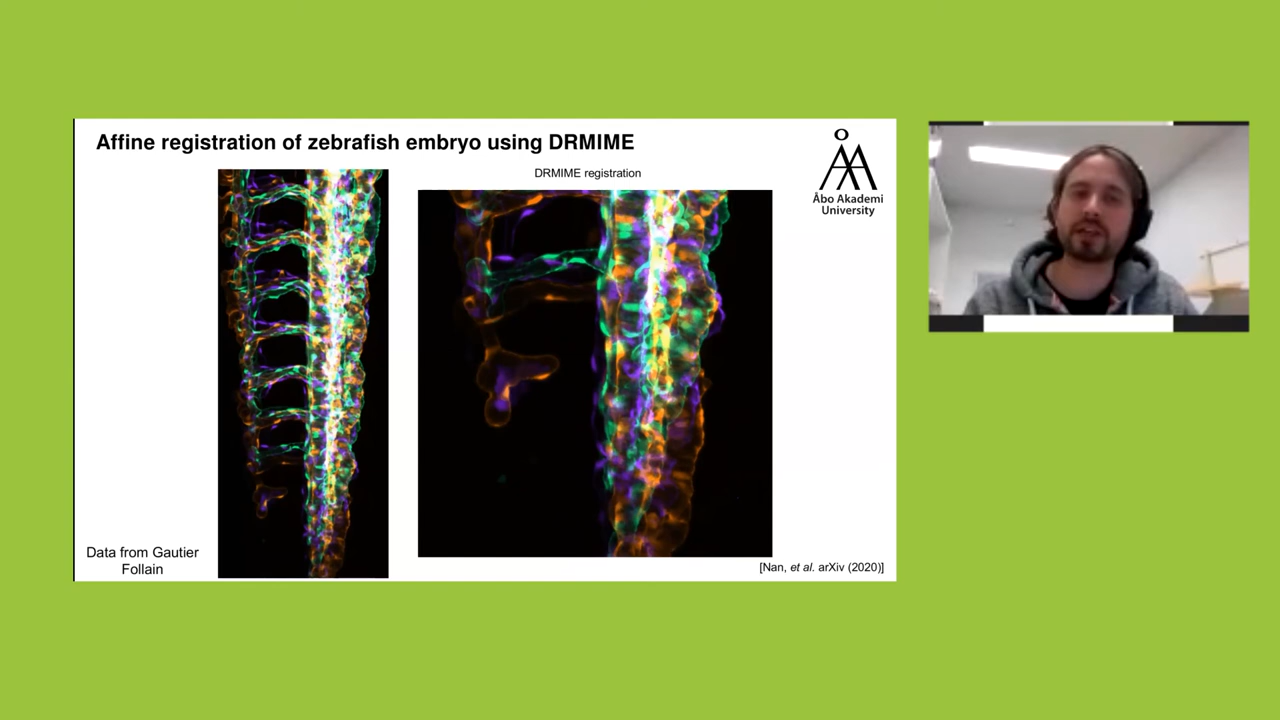 Affine registration of zebrafish embryo using DRMIME
DRMIME registration
Åbo Akademi
University
Data from Gautier
Follain
[Nan, et al. arXiv (2020)]